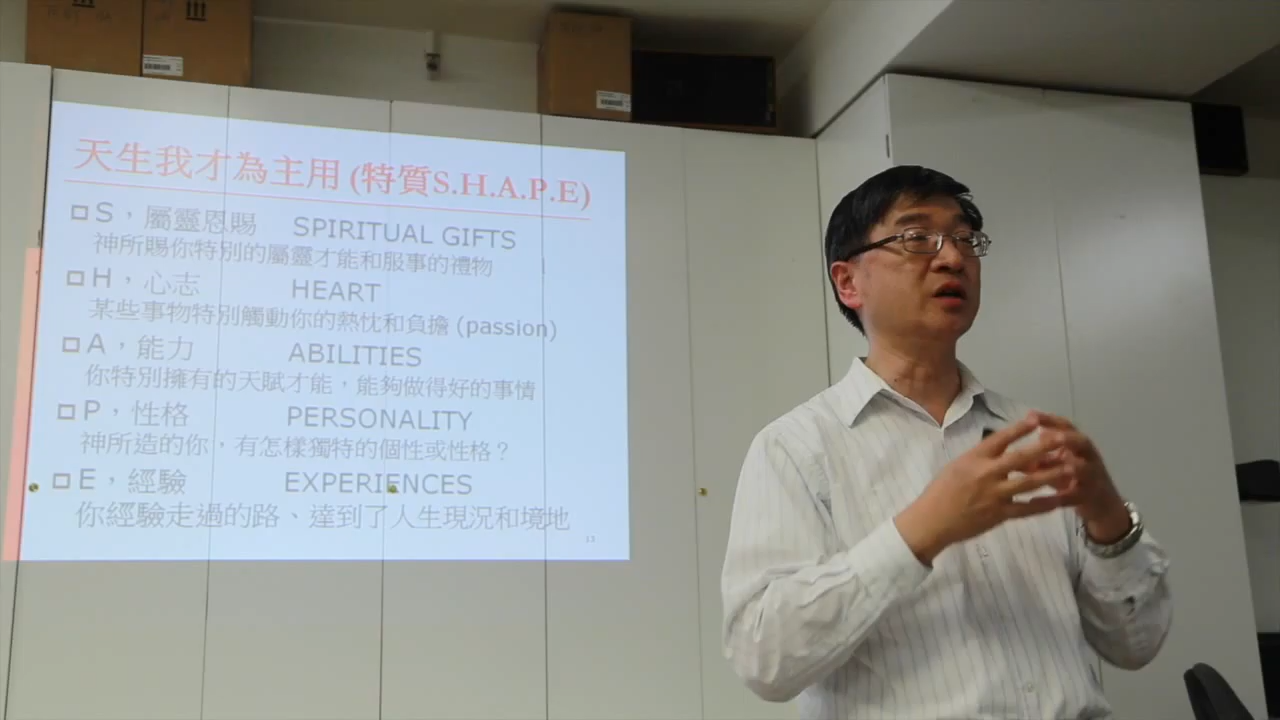 天生我才為主用 (特質S.H.A.P.E)
S，屬靈恩賜 SPIRITUAL GIFTS
神所賜你特別的屬靈才能和服事的禮物
H，心志 HEART
某些事物特別觸動你的熱忱和負擔 (passion)
A，能力 ABILITIES
你特別擁有的天賦才能，能夠做得好的事情
P，性格 PERSONALITY
神所造的你，有怎樣獨特的個性或性格？
E，經驗 EXPERIENCES
你經驗走過的路、達到了人生現況和境地
13